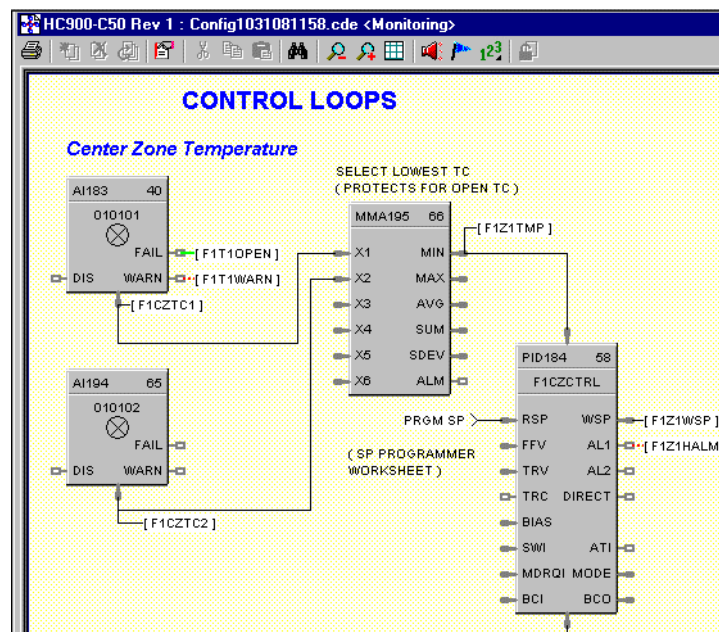 HC900-C50 Rev 1 : Config1031081158.cde <Monitoring>
123
CONTROL LOOPS
Center Zone Temperature
SELECT LOWEST TC
( PROTECTS FOR OPEN TC )
AI183 40
010101
FAIL [ F1T1OPEN ]
DIS WARN [ F1T1WARN ]
[ F1CZTC1 ]
MMA195 66
[ F1Z1TMP ]
X1 MIN
X2 MAX
X3 AVG
X4 SUM
X5 SDEV
X6 ALM
AI194 65
010102
FAIL
DIS WARN
[ F1CZTC2 ]
PRGM SP
( SP PROGRAMMER
WORKSHEET )
PID184 58
F1CZCTRL
RSP WSP [ F1Z1WSP ]
FFV AL1 [ F1Z1HALM
TRV AL2
TRC DIRECT
BIAS
SWI ATI
MDRQI MODE
BCI BCO